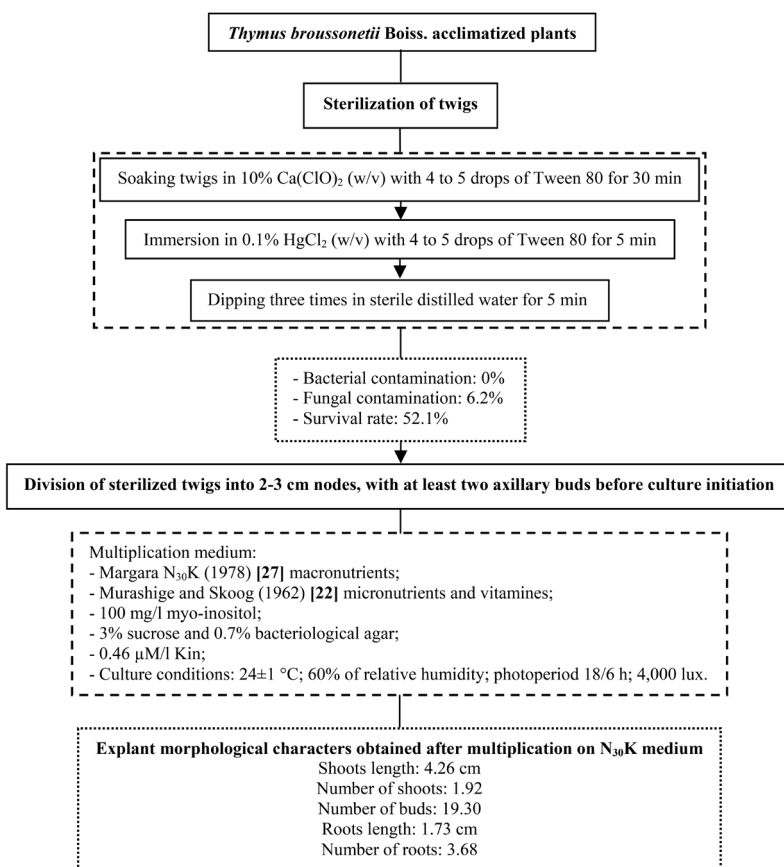 Thymus broussonetii Boiss. acclimatized plants
Sterilization of twigs
Soaking twigs in 10% Ca(ClO)₂ (w/v) with 4 to 5 drops of Tween 80 for 30 min
Immersion in 0.1% HgCl₂ (w/v) with 4 to 5 drops of Tween 80 for 5 min
Dipping three times in sterile distilled water for 5 min
- Bacterial contamination: 0%
- Fungal contamination: 6.2%
- Survival rate: 52.1%
Division of sterilized twigs into 2-3 cm nodes, with at least two axillary buds before culture initiation
Multiplication medium:
- Margara N₃₀K (1978) [27] macronutrients;
- Murashige and Skoog (1962) [22] micronutrients and vitamines;
- 100 mg/l myo-inositol;
- 3% sucrose and 0.7% bacteriological agar;
- 0.46 µM/l Kin;
- Culture conditions: 24±1 °C; 60% of relative humidity; photoperiod 18/6 h; 4,000 lux.
Explant morphological characters obtained after multiplication on N₃₀K medium
Shoots length: 4.26 cm
Number of shoots: 1.92
Number of buds: 19.30
Roots length: 1.73 cm
Number of roots: 3.68